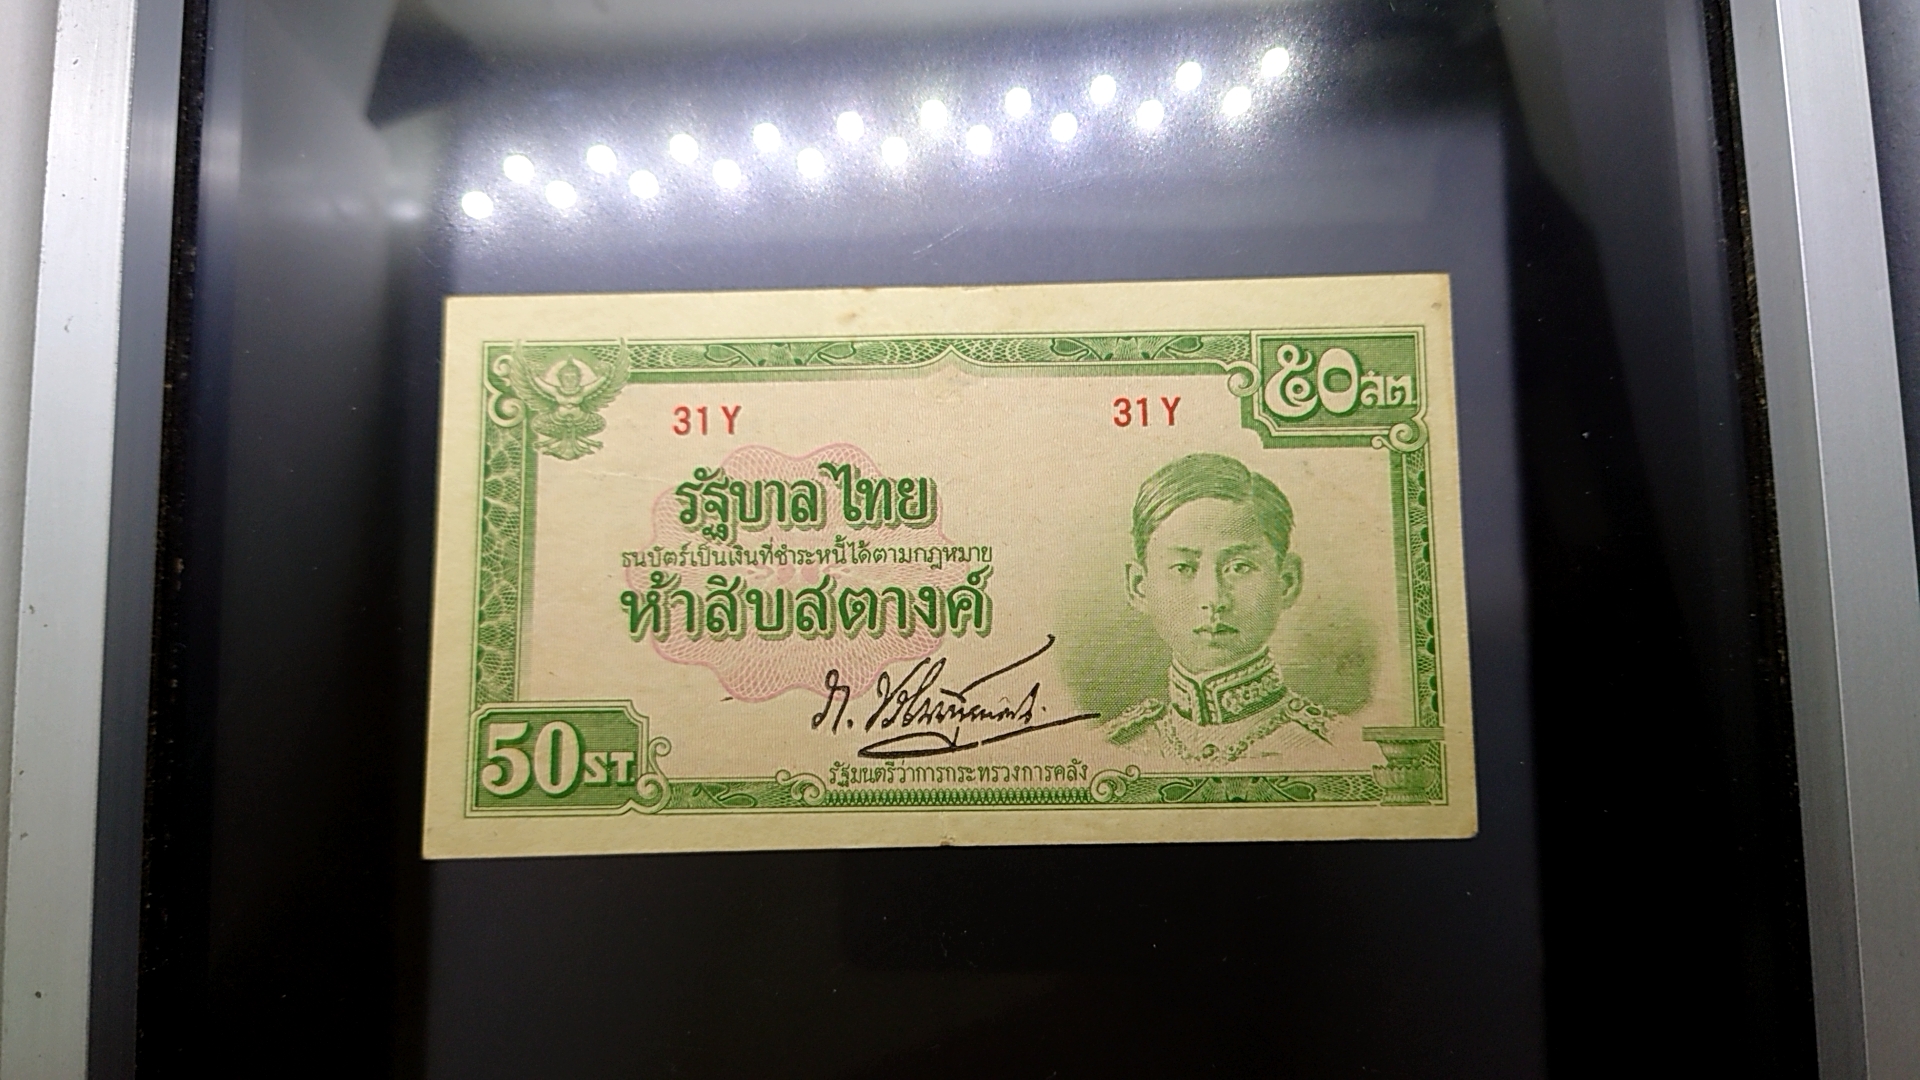 31 Y
31 Y
๕๐ สต
รัฐบาลไทย
ธนบัตร์เป็นเงินที่ชำระหนี้ได้ตามกฎหมาย
ห้าสิบสตางค์
50 ST.
รัฐมนตรีว่าการกระทรวงการคลัง